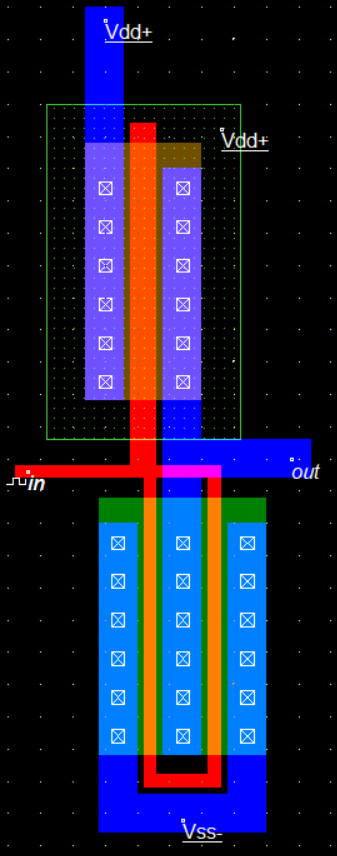 Vdd+
Vdd+
out
in
Vss-